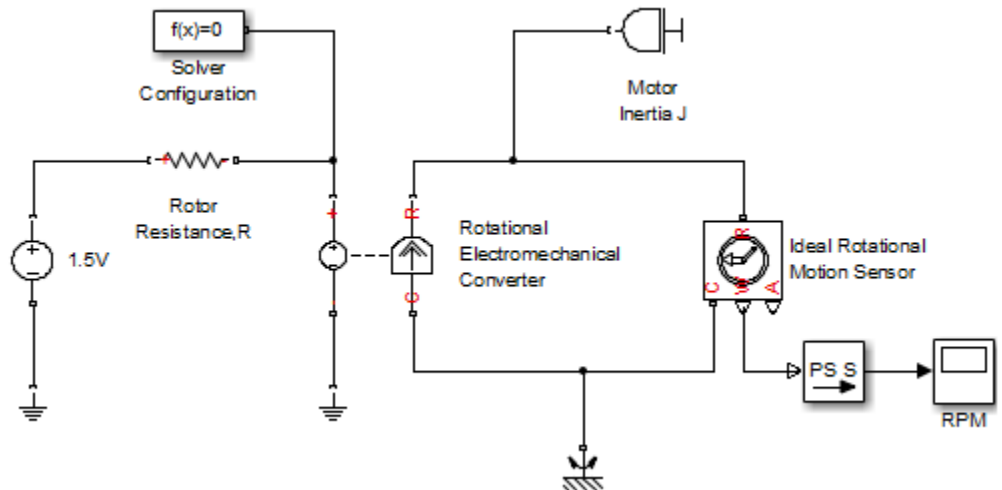 f(x)=0
Solver
Configuration
Motor
Inertia J
+
-
Rotor
Resistance,R
+
R
Rotational
Electromechanical
Converter
R
Ideal Rotational
Motion Sensor
+
-
1.5V
-
C
C
W
A
PS S
RPM